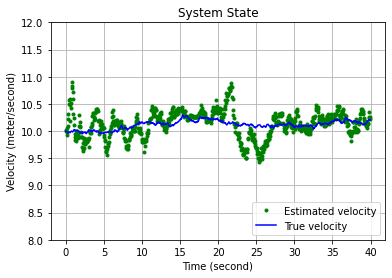 System State
Velocity (meter/second)
12.0
11.5
11.0
10.5
10.0
9.5
9.0
8.5
8.0
0 5 10 15 20 25 30 35 40
Time (second)
Estimated velocity
True velocity